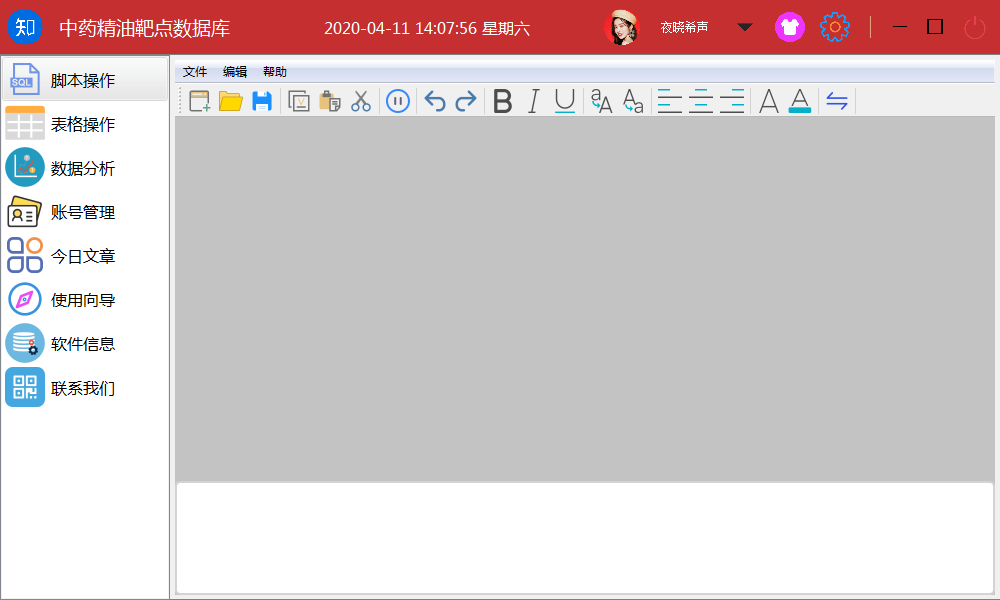 知 中药精油靶点数据库 2020-04-11 14:07:56 星期六 夜晓希声
脚本操作
表格操作
数据分析
账号管理
今日文章
使用向导
软件信息
联系我们
文件 编辑 帮助
SQL
B I U aA Aa A A